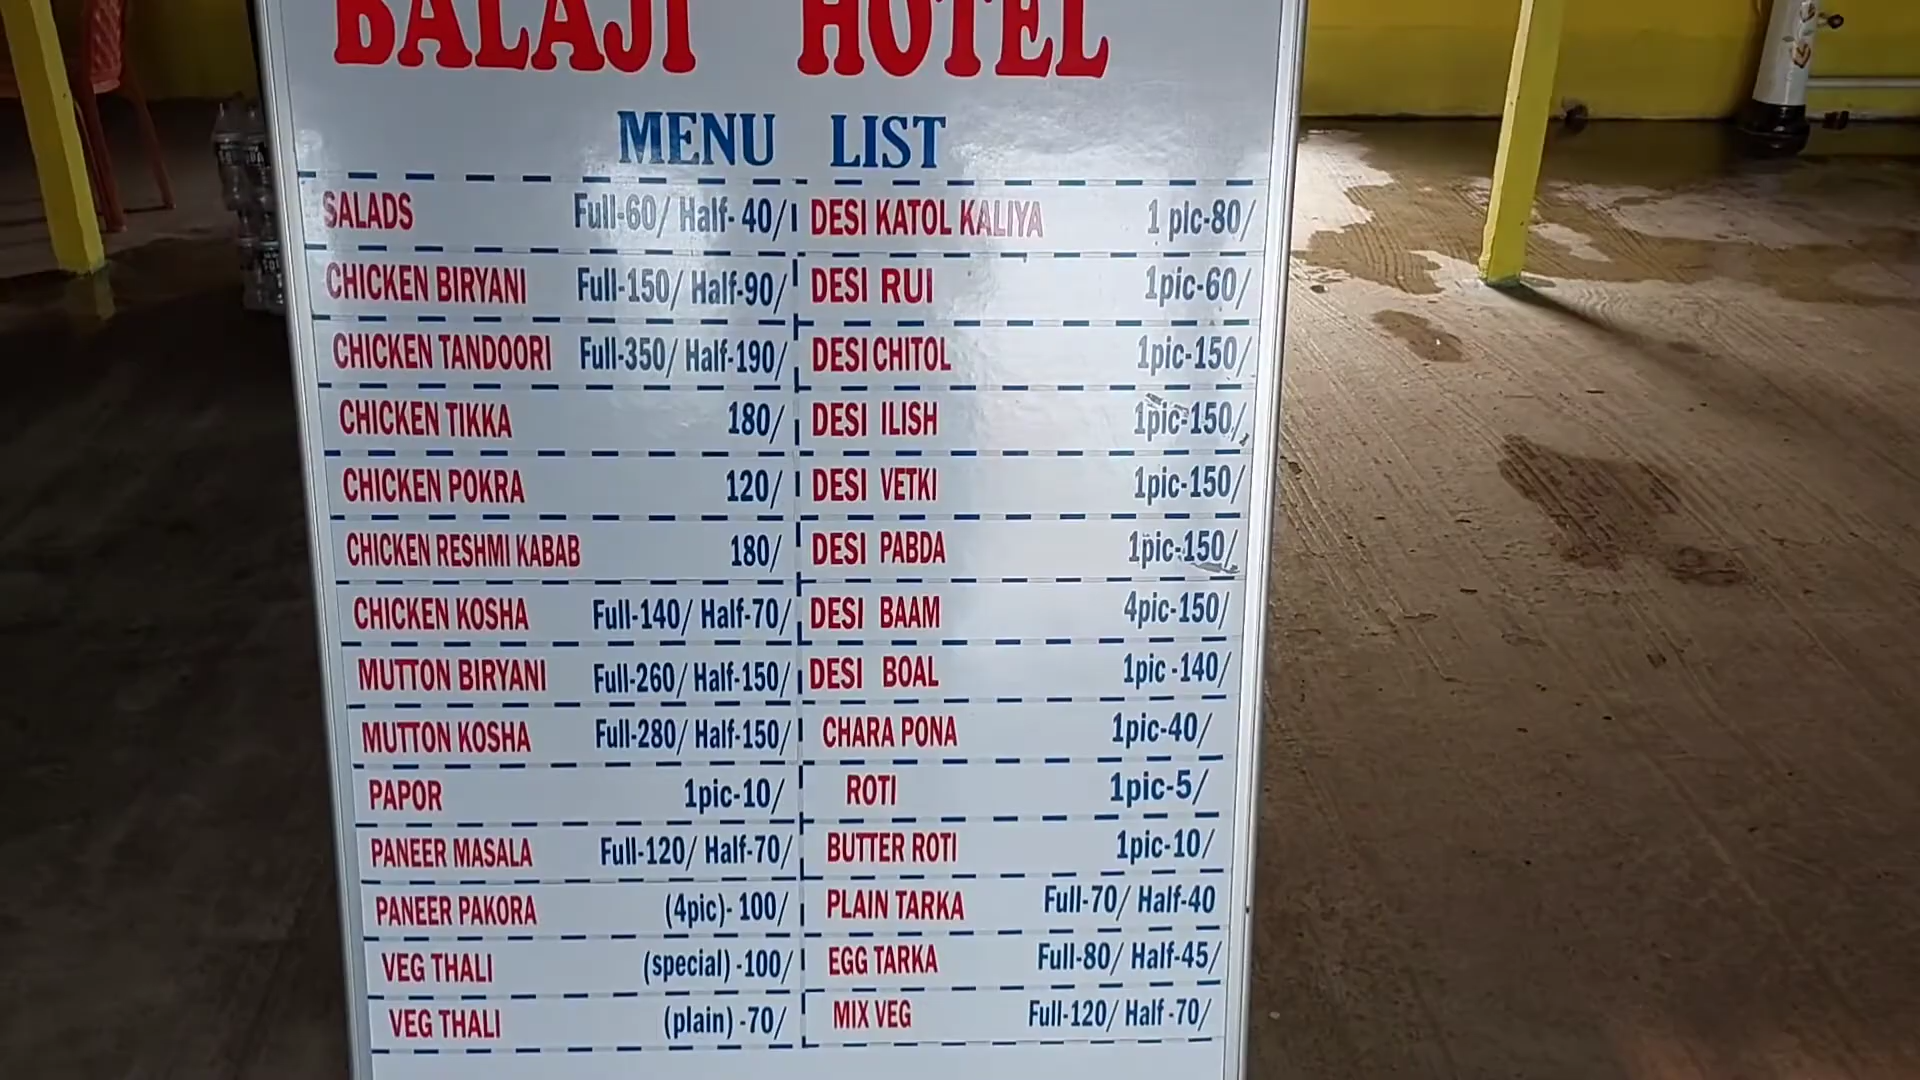 BALAJI HOTEL
MENU LIST
SALADS Full-60/ Half- 40/
CHICKEN BIRYANI Full-150/ Half-90/
CHICKEN TANDOORI Full-350/ Half-190/
CHICKEN TIKKA 180/
CHICKEN POKRA 120/
CHICKEN RESHMI KABAB 180/
CHICKEN KOSHA Full-140/ Half-70/
MUTTON BIRYANI Full-260/ Half-150/
MUTTON KOSHA Full-280/ Half-150/
PAPOR 1pic-10/
PANEER MASALA Full-120/ Half-70/
PANEER PAKORA (4pic)- 100/
VEG THALI (special) -100/
VEG THALI (plain) -70/
DESI KATOL KALIYA 1 pic-80/
DESI RUI 1pic-60/
DESI CHITOL 1pic-150/
DESI ILISH 1pic-150/
DESI VETKI 1pic-150/
DESI PABDA 1pic-150/
DESI BAAM 4pic-150/
DESI BOAL 1pic -140/
CHARA PONA 1pic-40/
ROTI 1pic-5/
BUTTER ROTI 1pic-10/
PLAIN TARKA Full-70/ Half-40
EGG TARKA Full-80/ Half-45/
MIX VEG Full-120/ Half -70/